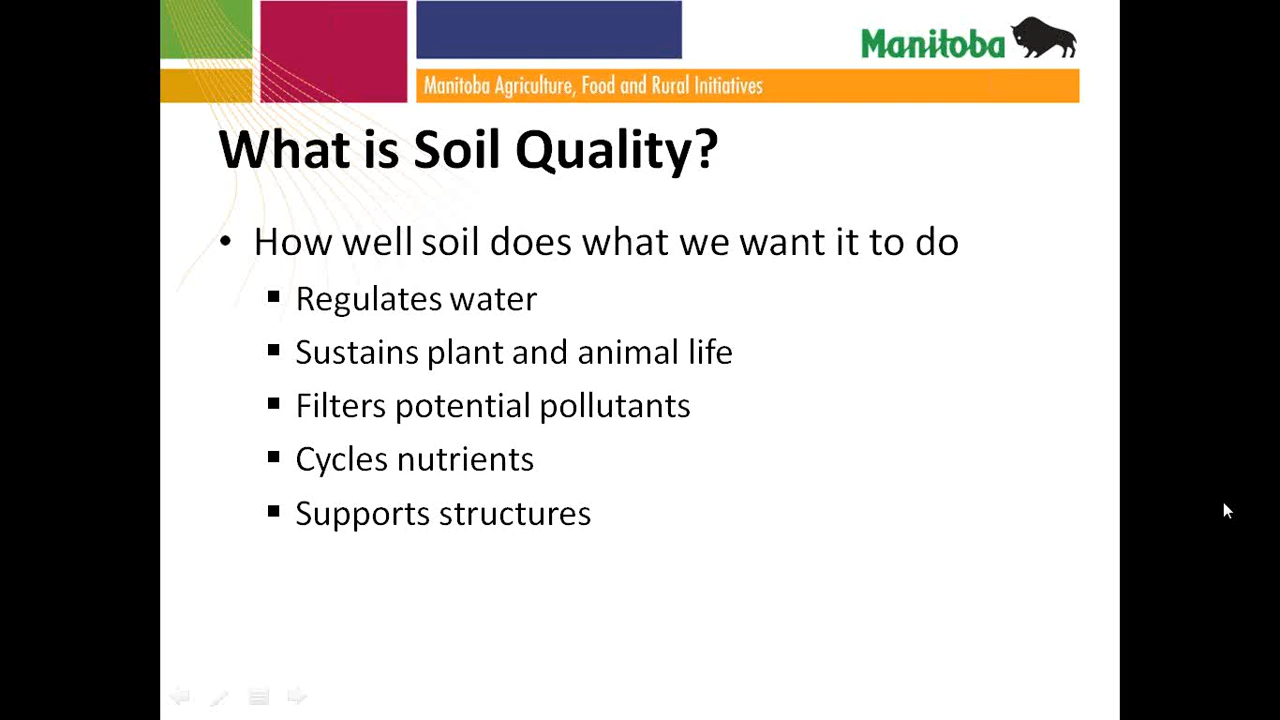 Manitoba
Manitoba Agriculture, Food and Rural Initiatives
What is Soil Quality?
• How well soil does what we want it to do
▪ Regulates water
▪ Sustains plant and animal life
▪ Filters potential pollutants
▪ Cycles nutrients
▪ Supports structures